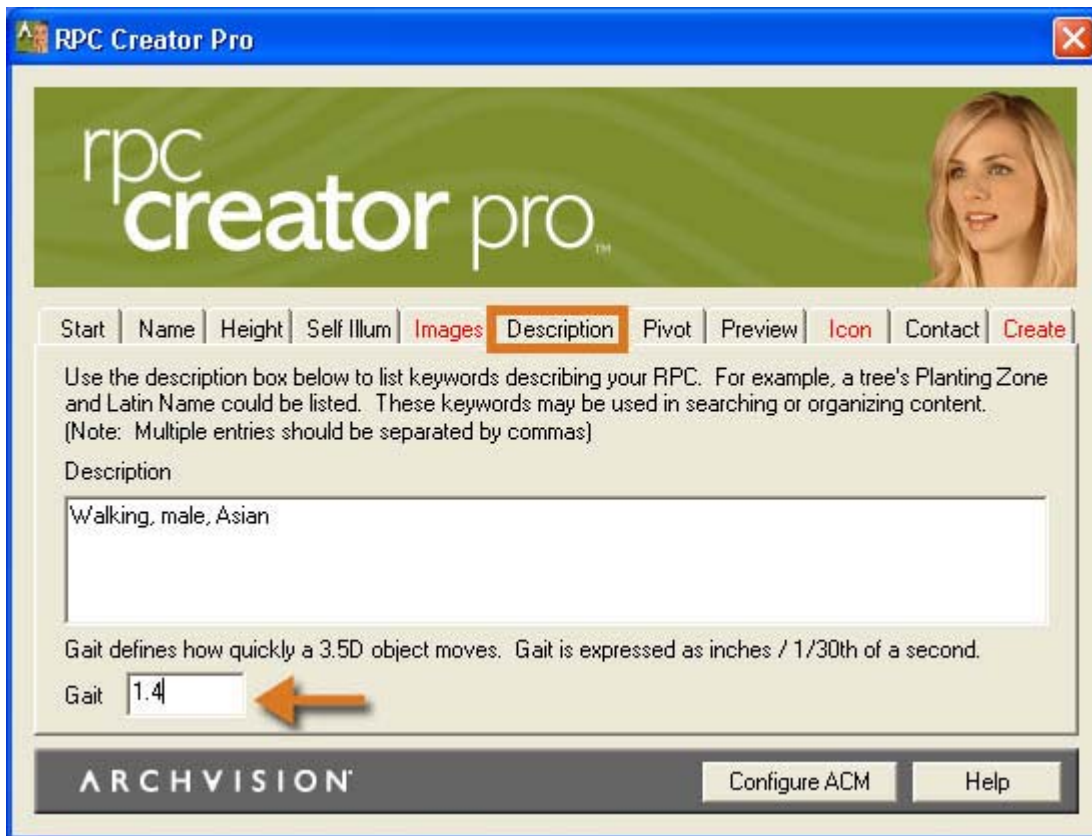 RPC Creator Pro
rpc
creator pro™
Start Name Height Self Illum Images Description Pivot Preview Icon Contact Create
Use the description box below to list keywords describing your RPC. For example, a tree's Planting Zone
and Latin Name could be listed. These keywords may be used in searching or organizing content.
(Note: Multiple entries should be separated by commas)
Description
Walking, male, Asian
Gait defines how quickly a 3.5D object moves. Gait is expressed as inches / 1/30th of a second.
Gait 1.4
ARCHVISION Configure ACM Help